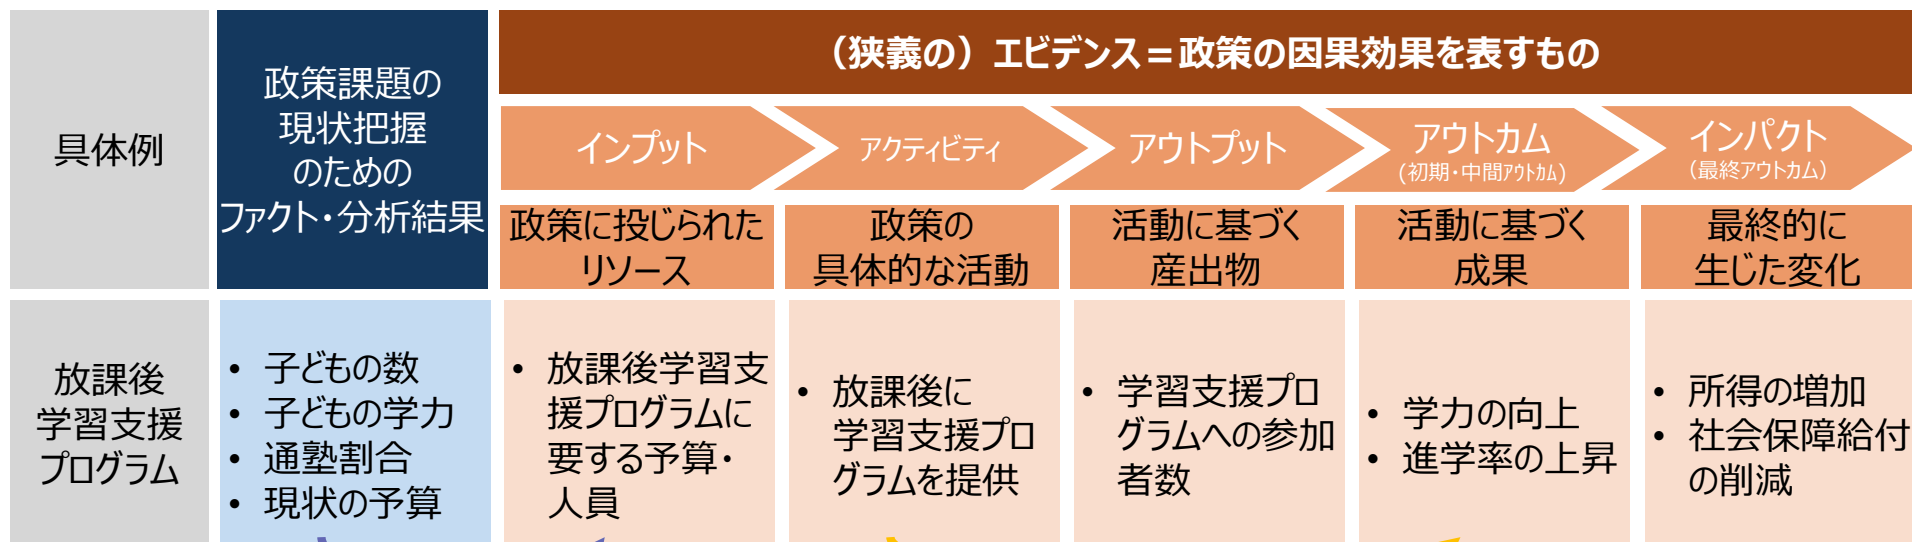 具体例
政策課題の
現状把握
のための
ファクト・分析結果
（狭義の）エビデンス＝政策の因果効果を表すもの
インプット
アクティビティ
アウトプット
アウトカム
(初期・中間ｱｳﾄｶﾑ)
インパクト
（最終アウトカム）
政策に投じられた
リソース
政策の
具体的な活動
活動に基づく
産出物
活動に基づく
成果
最終的に
生じた変化
放課後
学習支援
プログラム
• 子どもの数
• 子どもの学力
• 通塾割合
• 現状の予算
• 放課後学習支
援プログラムに
要する予算・
人員
• 放課後に
学習支援プロ
グラムを提供
• 学習支援プロ
グラムへの参加
者数
• 学力の向上
• 進学率の上昇
• 所得の増加
• 社会保障給付
の削減